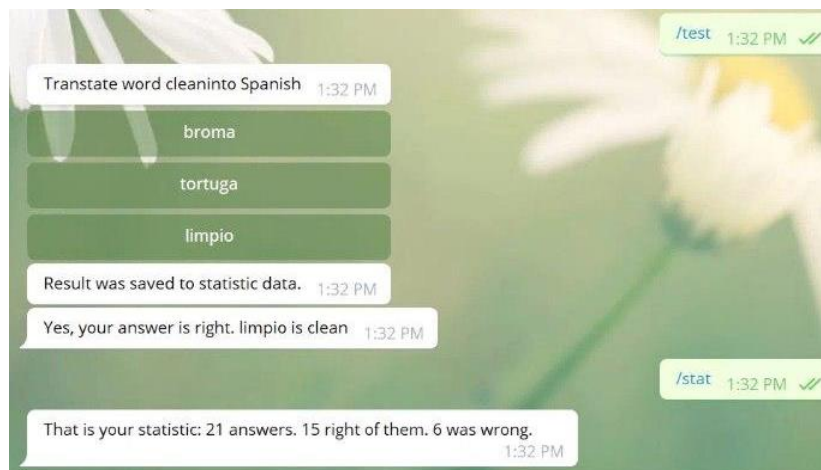 /test 1:32 PM
Transtate word cleaninto Spanish 1:32 PM
broma
tortuga
limpio
Result was saved to statistic data. 1:32 PM
Yes, your answer is right. limpio is clean 1:32 PM
/stat 1:32 PM
That is your statistic: 21 answers. 15 right of them. 6 was wrong.
1:32 PM